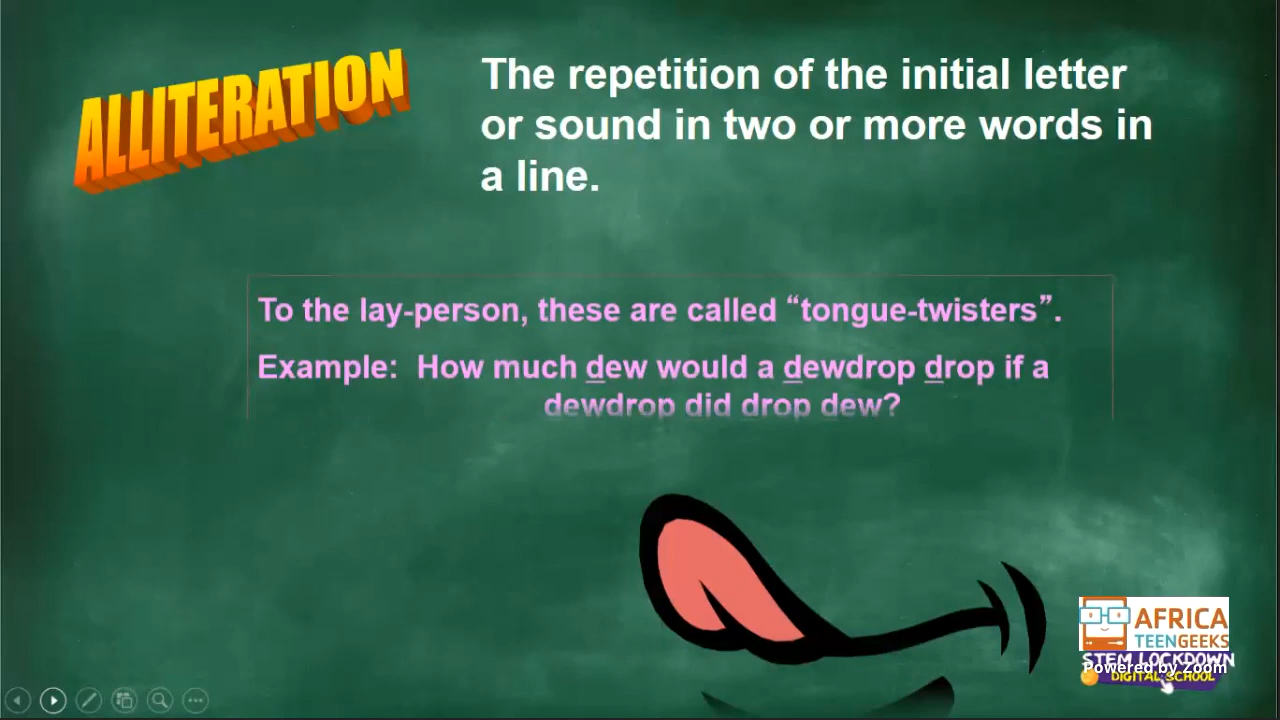 ALLITERATION
The repetition of the initial letter
or sound in two or more words in
a line.
To the lay-person, these are called “tongue-twisters”.
Example: How much dew would a dewdrop drop if a
dewdrop did drop dew?
AFRICA
TEENGEEKS
STEM LOCKDOWN
Powered by Zoom
DIGITAL SCHOOL